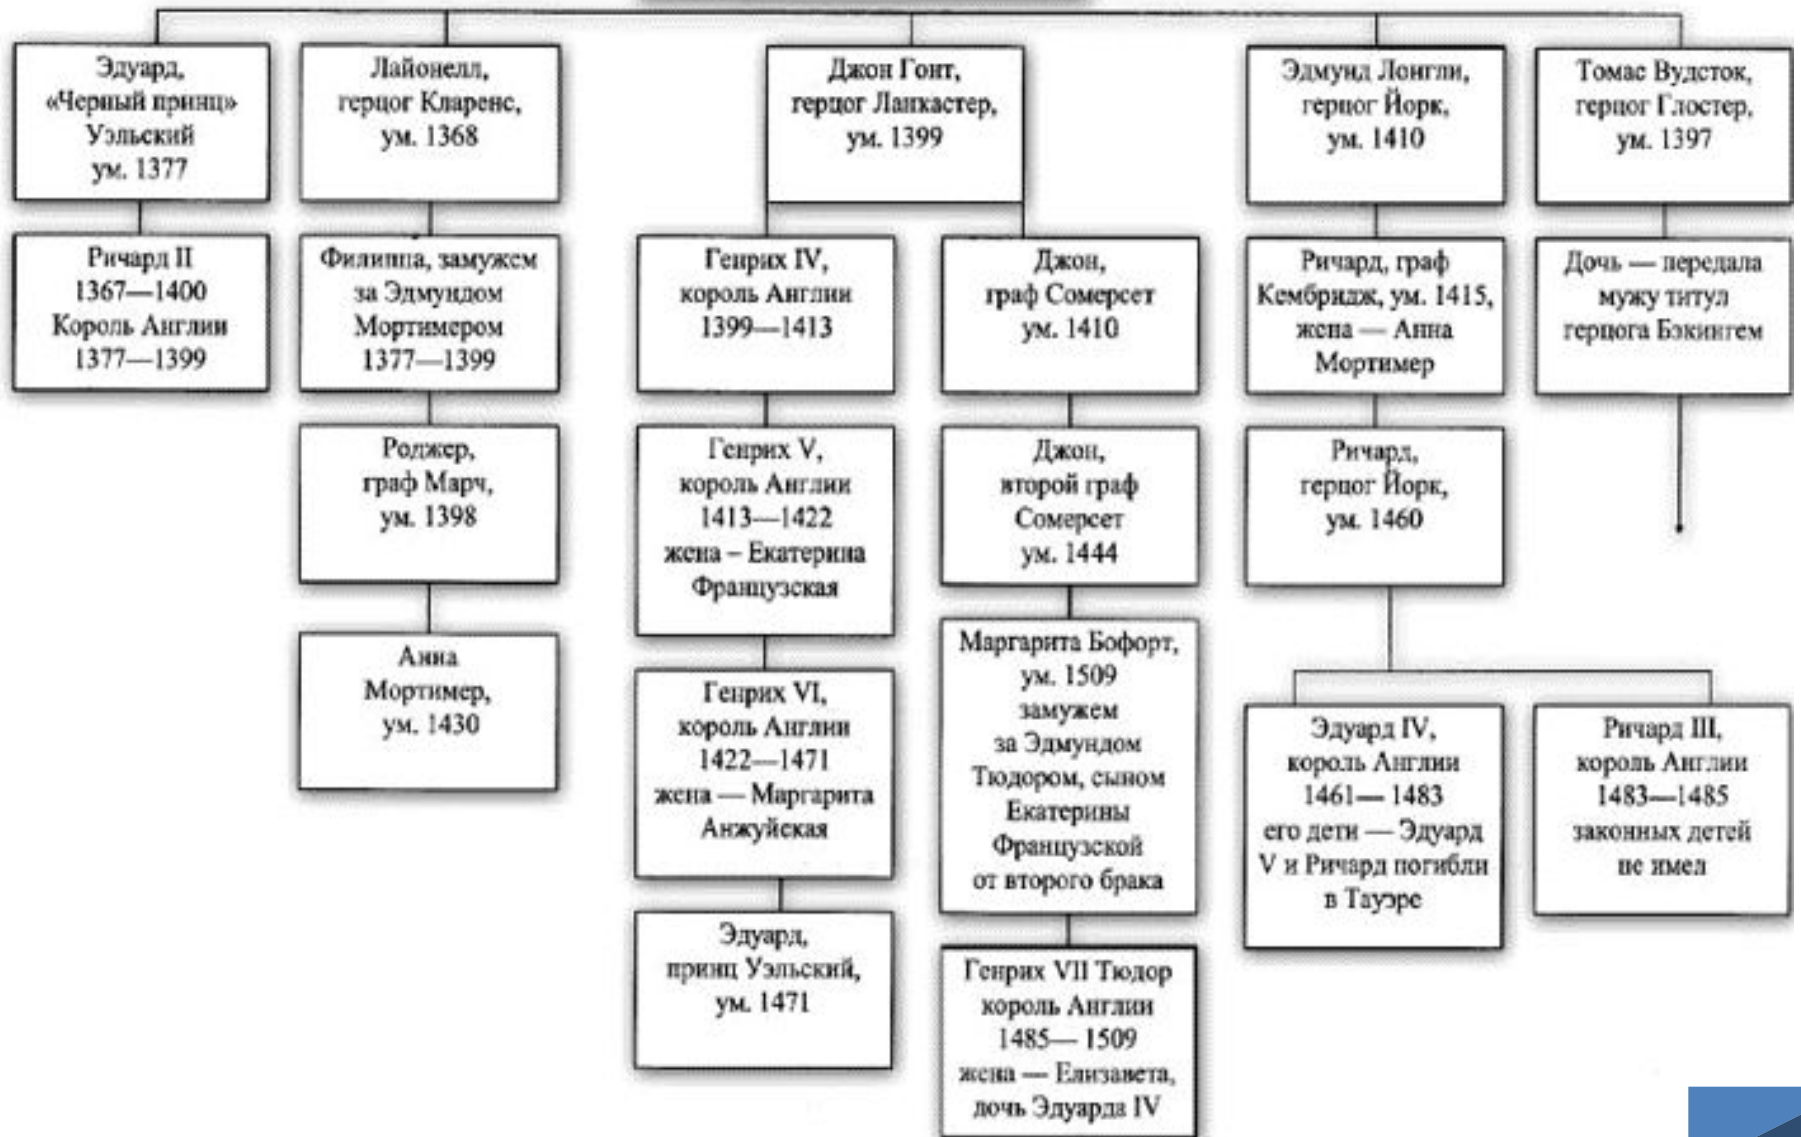 Эдуард,
«Черный принц»
Уэльский
ум. 1377
Лайонелл,
герцог Кларенс,
ум. 1368
Джон Гонт,
герцог Ланкастер,
ум. 1399
Эдмунд Лонгли,
герцог Йорк,
ум. 1410
Томас Вудсток,
герцог Глостер,
ум. 1397
Ричард II
1367—1400
Король Англии
1377—1399
Филиппа, замужем
за Эдмундом
Мортимером
1377—1399
Генрих IV,
король Англии
1399—1413
Джон,
граф Сомерсет
ум. 1410
Ричард, граф
Кембридж, ум. 1415,
жена — Анна
Мортимер
Дочь — передала
мужу титул
герцога Бэкингем
Роджер,
граф Марч,
ум. 1398
Генрих V,
король Англии
1413—1422
жена – Екатерина
Французская
Джон,
второй граф
Сомерсет
ум. 1444
Ричард,
герцог Йорк,
ум. 1460
Анна
Мортимер,
ум. 1430
Генрих VI,
король Англии
1422—1471
жена — Маргарита
Анжуйская
Маргарита Бофорт,
ум. 1509
замужем
за Эдмундом
Тюдором, сыном
Екатерины
Французской
от второго брака
Эдуард IV,
король Англии
1461— 1483
его дети — Эдуард
V и Ричард погибли
в Тауэре
Ричард III,
король Англии
1483—1485
законных детей
не имел
Эдуард,
принц Уэльский,
ум. 1471
Генрих VII Тюдор
король Англии
1485— 1509
жена — Елизавета,
дочь Эдуарда IV